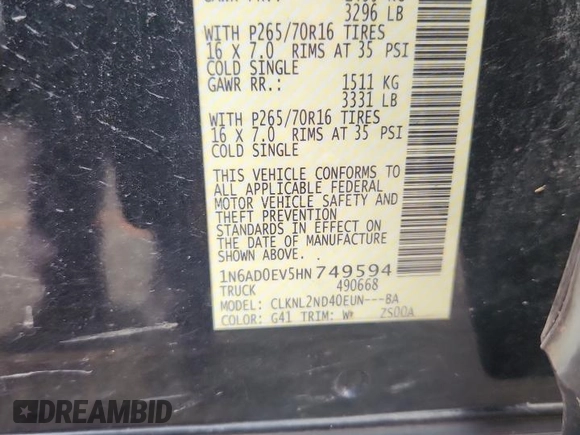 3296 LB
WITH P265/70R16 TIRES
16 X 7.0 RIMS AT 35 PSI
COLD SINGLE
GAWR RR.: 1511 KG
3331 LB
WITH P265/70R16 TIRES
16 X 7.0 RIMS AT 35 PSI
COLD SINGLE
THIS VEHICLE CONFORMS TO
ALL APPLICABLE FEDERAL
MOTOR VEHICLE SAFETY AND
THEFT PREVENTION
STANDARDS IN EFFECT ON
THE DATE OF MANUFACTURE
SHOWN ABOVE.
1N6AD0EV5HN749594
TRUCK 490668
MODEL: CLKNL2ND40EUN---BA
COLOR: G41 TRIM: ZS00A
DREAMBID